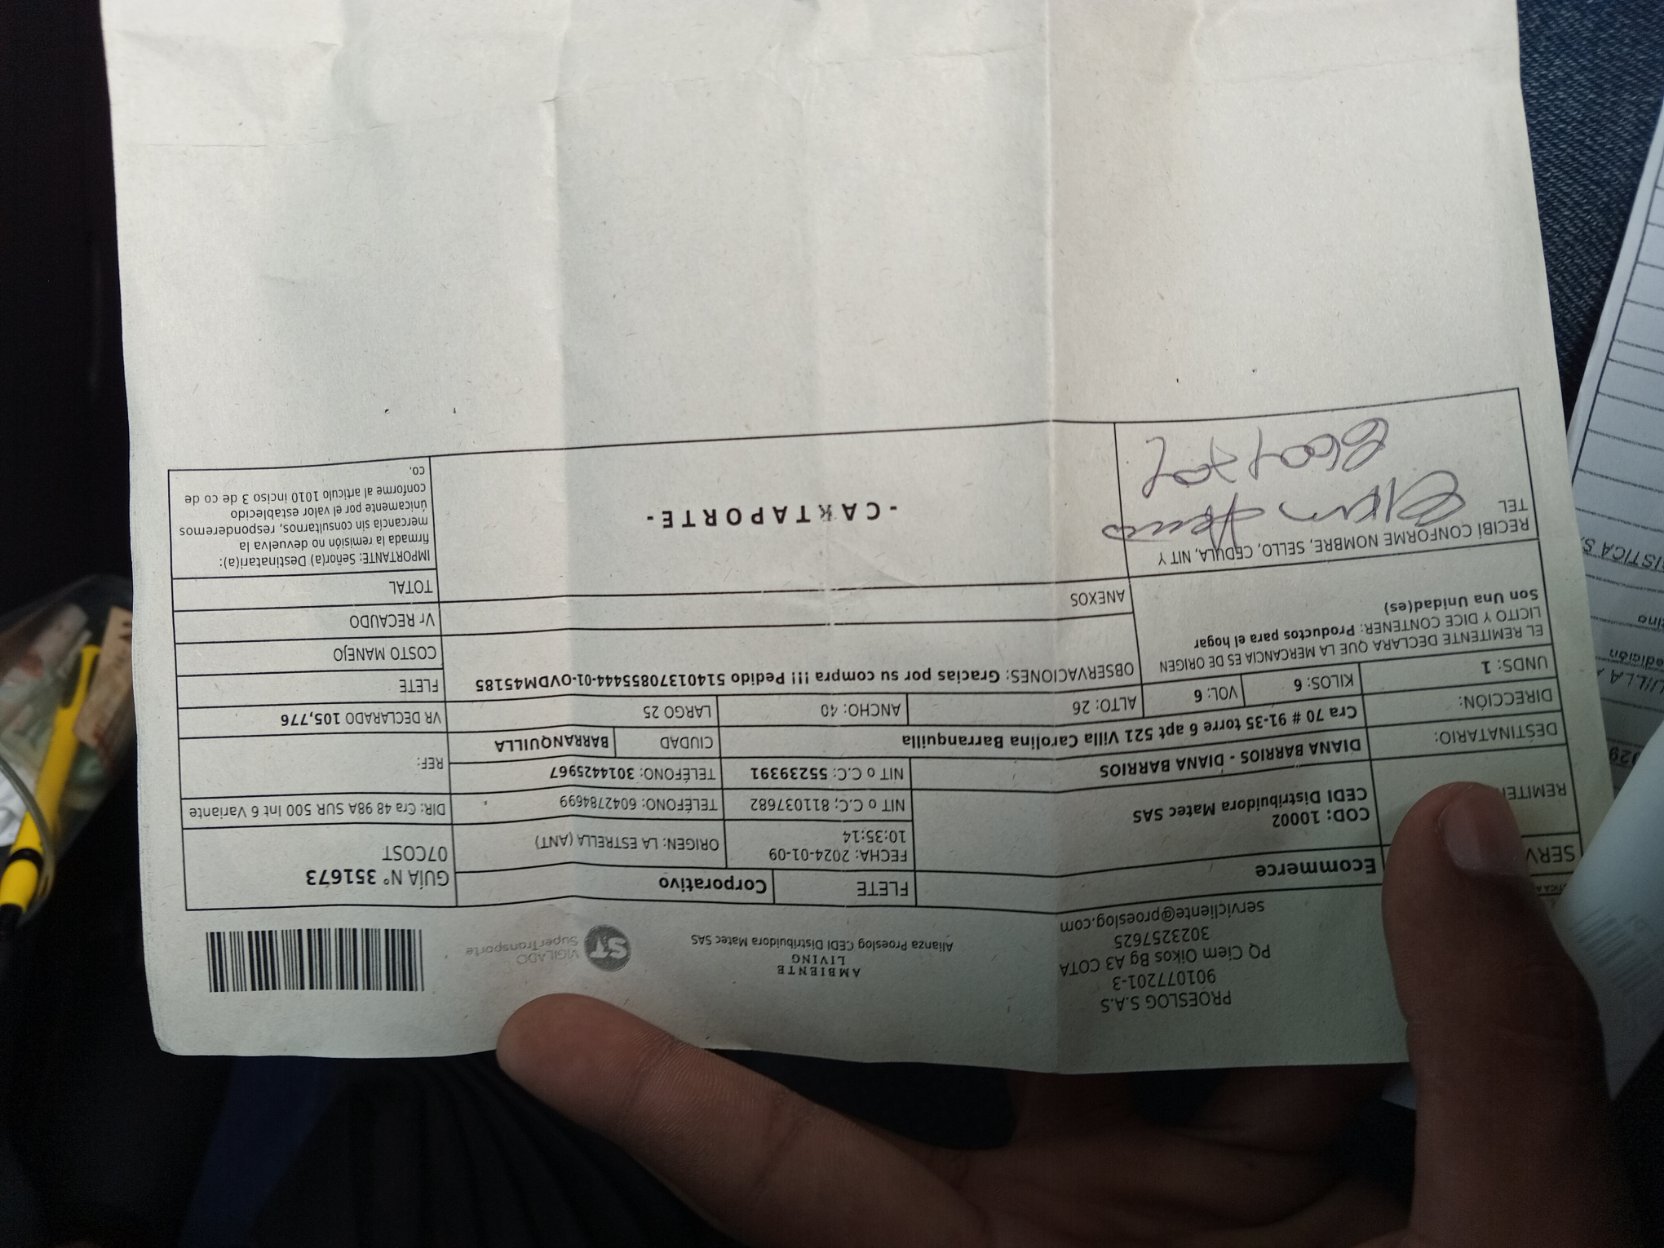 PROESLOG S.A.S
901077201-3
PQ Ciem Oikos Bg A3 COTA
3023257625
servicliente@proeslog.com
AMBIENTE
LIVING
Alianza Proeslog CEDI Distribuidora Matec SAS
ST
VIGILADO
SuperTransporte
SERV
Ecommerce
FLETE
Corporativo
GUÍA N° 351673
07COST
REMITEN
COD: 10002
CEDI Distribuidora Matec SAS
FECHA: 2024-01-09
10:35:14
ORIGEN: LA ESTRELLA (ANT)
NIT o C.C; 811037682
TELÉFONO: 6042784699
DIR: Cra 48 98A SUR 500 Int 6 Variante
DESTINATARIO:
DIANA BARRIOS - DIANA BARRIOS
NIT o C.C: 55239391
TELÉFONO: 3014425967
REF:
DIRECCIÓN:
Cra 70 # 91-35 torre 6 apt 521 Villa Carolina Barranquilla
CIUDAD
BARRANQUILLA
UNDS: 1
KILOS: 6
VOL: 6
ALTO: 26
ANCHO: 40
LARGO 25
VR DECLARADO 105,776
EL REMITENTE DECLARA QUE LA MERCANCIA ES DE ORIGEN
LICITO Y DICE CONTENER: Productos para el hogar
Son Una Unidad(es)
OBSERVACIONES: Gracias por su compra !!! Pedido 51401370855444-01-OVDM45185
FLETE
COSTO MANEJO
ANEXOS
Vr RECAUDO
TOTAL
RECIBÍ CONFORME NOMBRE, SELLO, CEDULA, NIT Y
TEL
-CARTAPORTE-
IMPORTANTE: Señor(a) Destinatari(a):
firmada la remisión no devuelva la
mercancía sin consultarnos, responderemos
únicamente por el valor establecido
conforme al artículo 1010 inciso 3 de co de
co.